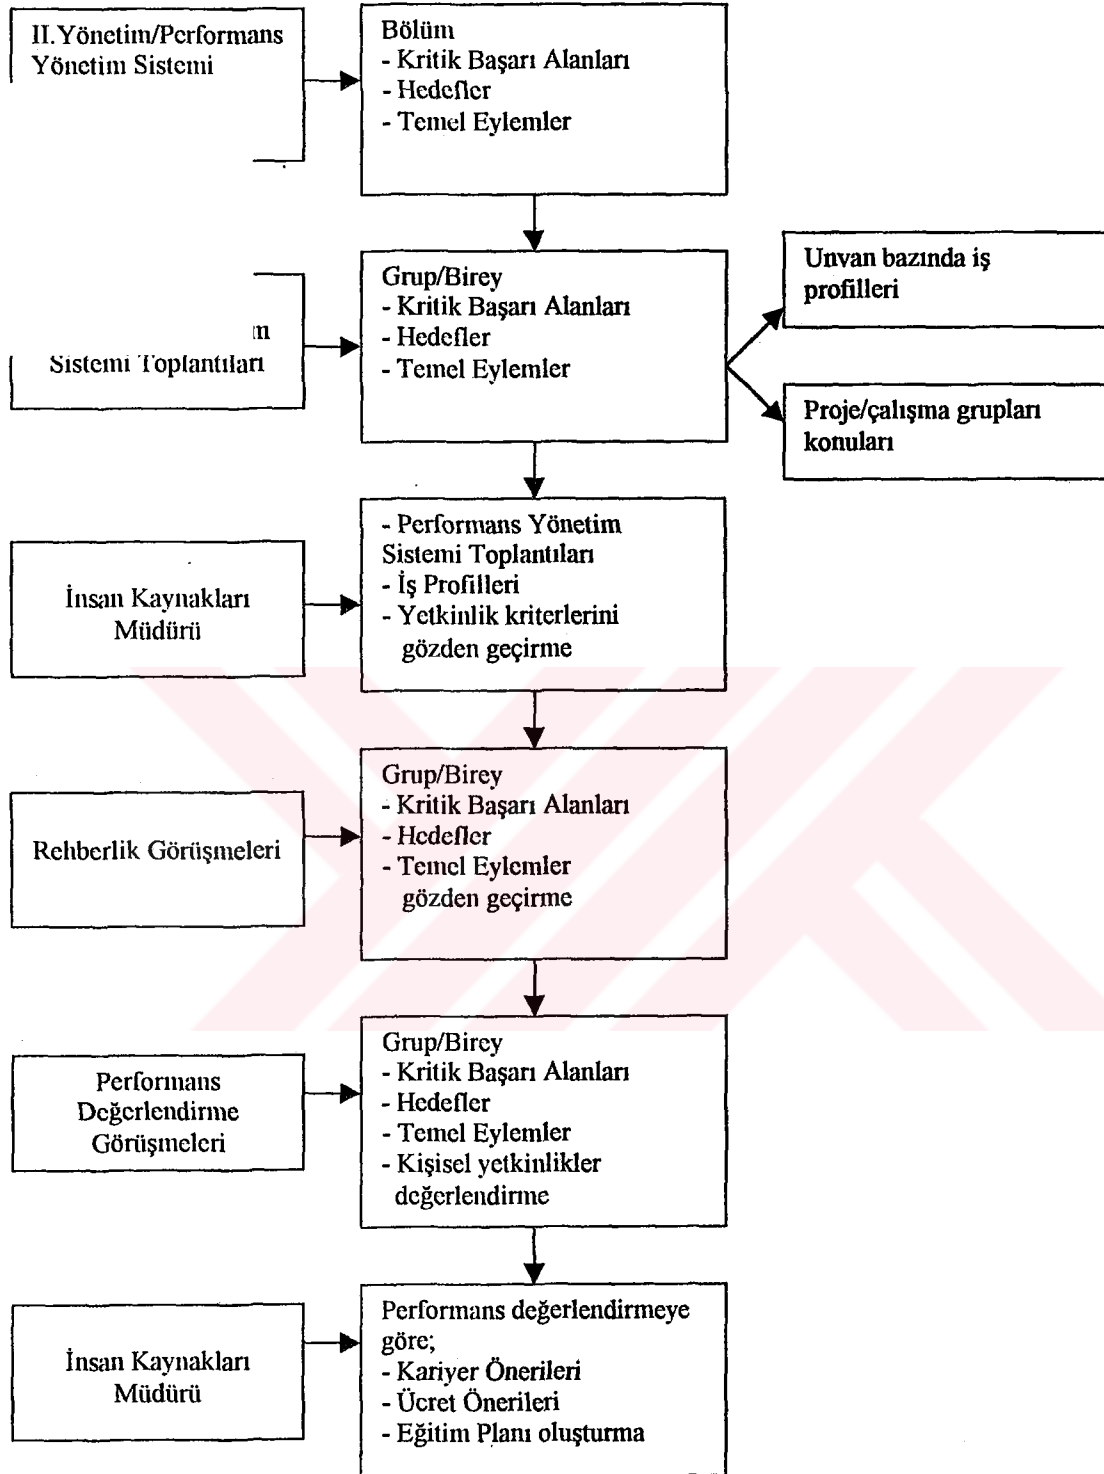 II.Yönetim/Performans
Yönetim Sistemi
Bölüm
- Kritik Başarı Alanları
- Hedefler
- Temel Eylemler
Sistemi Toplantıları
Grup/Birey
- Kritik Başarı Alanları
- Hedefler
- Temel Eylemler
Unvan bazında iş
profilleri
Proje/çalışma grupları
konuları
İnsan Kaynakları
Müdürü
- Performans Yönetim
Sistemi Toplantıları
- İş Profilleri
- Yetkinlik kriterlerini
gözden geçirme
Rehberlik Görüşmeleri
Grup/Birey
- Kritik Başarı Alanları
- Hedefler
- Temel Eylemler
gözden geçirme
Performans
Değerlendirme
Görüşmeleri
Grup/Birey
- Kritik Başarı Alanları
- Hedefler
- Temel Eylemler
- Kişisel yetkinlikler
değerlendirme
İnsan Kaynakları
Müdürü
Performans değerlendirmeye
göre;
- Kariyer Önerileri
- Ücret Önerileri
- Eğitim Planı oluşturma